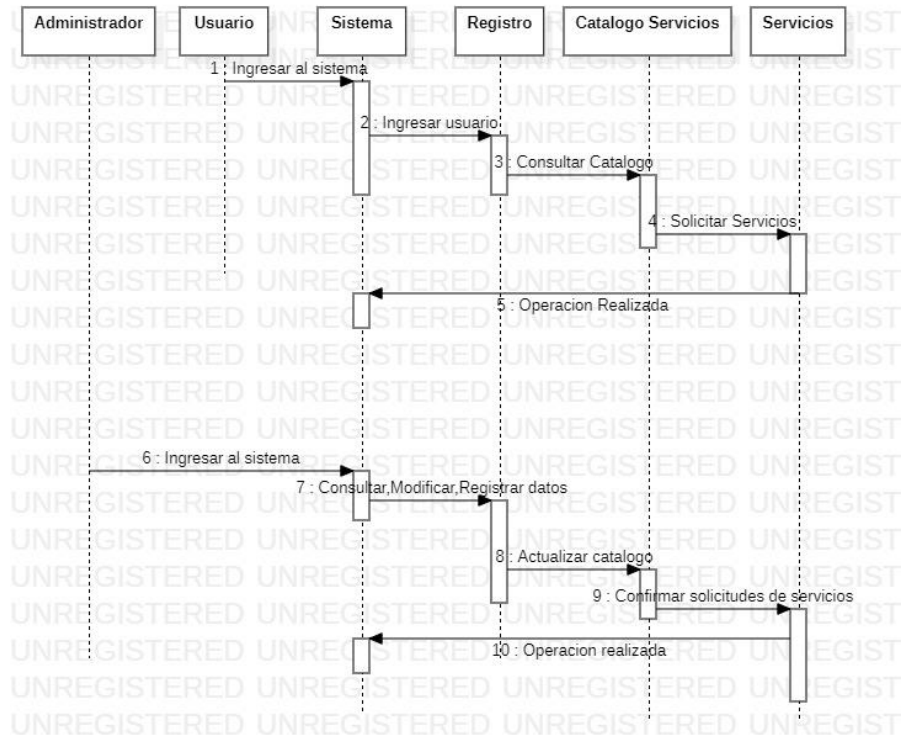 Administrador
Usuario
Sistema
Registro
Catalogo Servicios
Servicios
1 : Ingresar al sistema
2 : Ingresar usuario
3 : Consultar Catalogo
4 : Solicitar Servicios
5 : Operacion Realizada
6 : Ingresar al sistema
7 : Consultar,Modificar,Registrar datos
8 : Actualizar catalogo
9 : Confirmar solicitudes de servicios
10 : Operacion realizada
UNREGISTERED